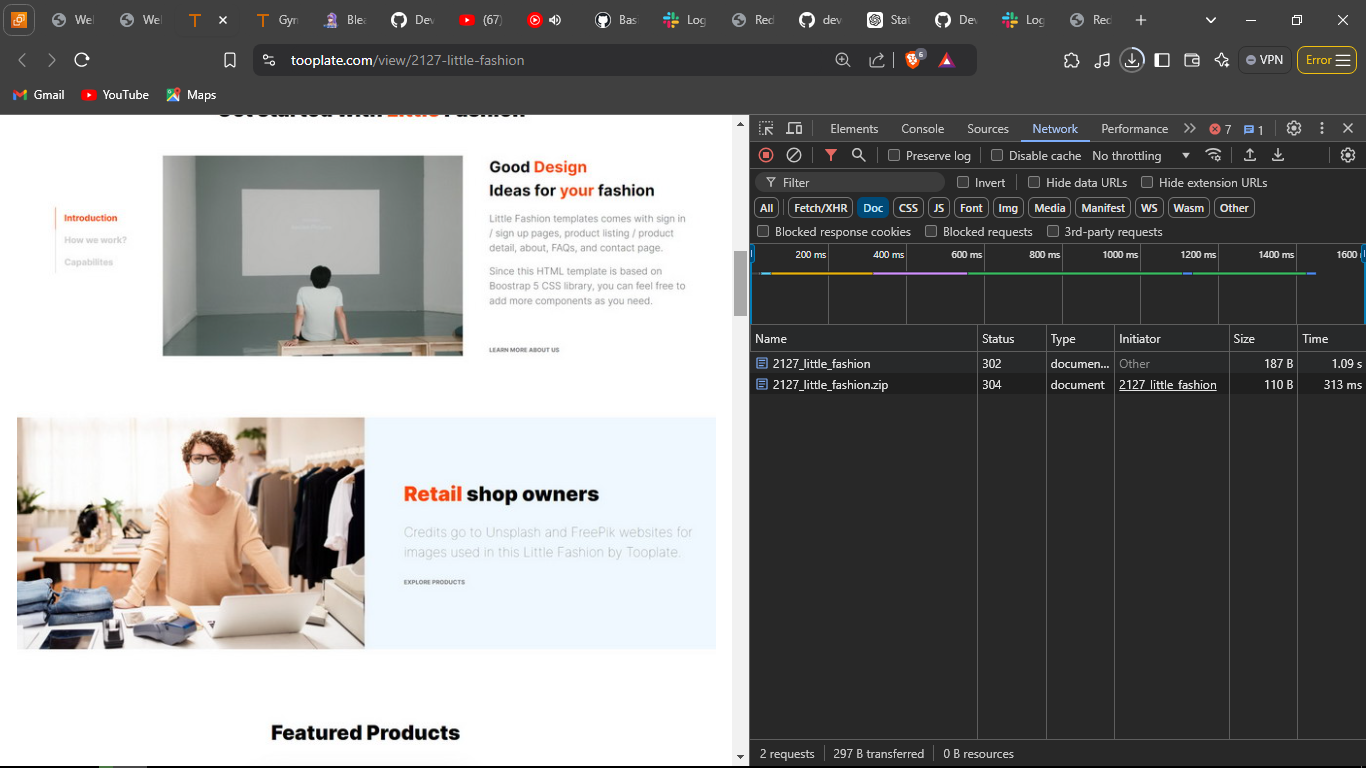 Wel
Wel
T
T Gyn
Blea
Dev
(67)
Bas
Log
Red
dev
Stat
Dev
Log
Red
tooplate.com/view/2127-little-fashion
6
VPN
Error
Gmail
YouTube
Maps
Good Design
Ideas for your fashion
Little Fashion templates comes with sign in
/ sign up pages, product listing / product
detail, about, FAQs, and contact page.
Since this HTML template is based on
Boostrap 5 CSS library, you can feel free to
add more components as you need.
LEARN MORE ABOUT US
Introduction
How we work?
Capabilites
Retail shop owners
Credits go to Unsplash and FreePik websites for
images used in this Little Fashion by Tooplate.
EXPLORE PRODUCTS
Featured Products
Elements Console Sources Network Performance 7 1
Preserve log Disable cache No throttling
Filter Invert Hide data URLs Hide extension URLs
All Fetch/XHR Doc CSS JS Font Img Media Manifest WS Wasm Other
Blocked response cookies Blocked requests 3rd-party requests
200 ms 400 ms 600 ms 800 ms 1000 ms 1200 ms 1400 ms 1600
Name Status Type Initiator Size Time
2127_little_fashion 302 documen... Other 187 B 1.09 s
2127_little_fashion.zip 304 document 2127_little_fashion 110 B 313 ms
2 requests 297 B transferred 0 B resources